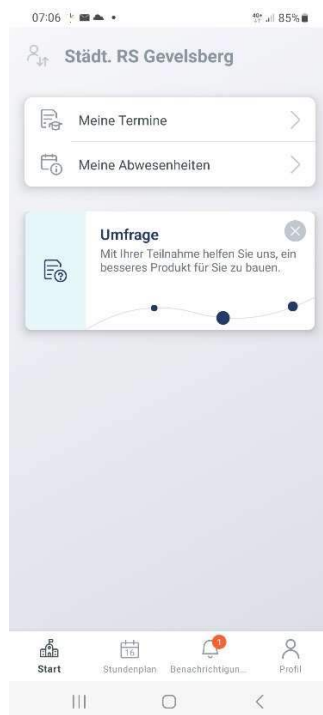 07:06 85%
Städt. RS Gevelsberg
Meine Termine
Meine Abwesenheiten
Umfrage
Mit Ihrer Teilnahme helfen Sie uns, ein
besseres Produkt für Sie zu bauen.
1
16
Start Stundenplan Benachrichtigun... Profil